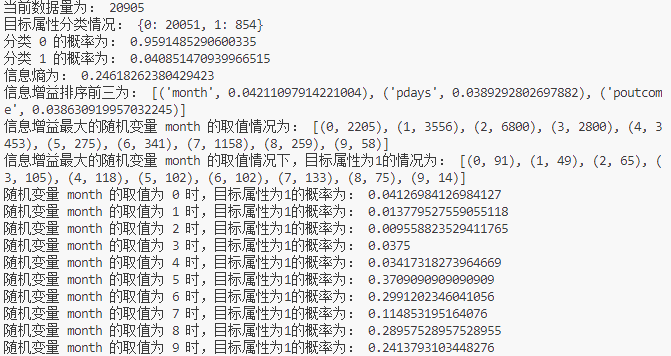 当前数据量为： 20905
目标属性分类情况： {0: 20051, 1: 854}
分类 0 的概率为： 0.9591485290600335
分类 1 的概率为： 0.040851470939966515
信息熵为： 0.24618262380429423
信息增益排序前三为： [('month', 0.04211097914221004), ('pdays', 0.0389292802697882), ('poutcom
e', 0.038630919957032245)]
信息增益最大的随机变量 month 的取值情况为： [(0, 2205), (1, 3556), (2, 6800), (3, 2800), (4, 3
453), (5, 275), (6, 341), (7, 1158), (8, 259), (9, 58)]
信息增益最大的随机变量 month 的取值情况下，目标属性为1的情况为： [(0, 91), (1, 49), (2, 65), (
3, 105), (4, 118), (5, 102), (6, 102), (7, 133), (8, 75), (9, 14)]
随机变量 month 的取值为 0 时，目标属性为1的概率为： 0.04126984126984127
随机变量 month 的取值为 1 时，目标属性为1的概率为： 0.013779527559055118
随机变量 month 的取值为 2 时，目标属性为1的概率为： 0.009558823529411765
随机变量 month 的取值为 3 时，目标属性为1的概率为： 0.0375
随机变量 month 的取值为 4 时，目标属性为1的概率为： 0.03417318273964669
随机变量 month 的取值为 5 时，目标属性为1的概率为： 0.3709090909090909
随机变量 month 的取值为 6 时，目标属性为1的概率为： 0.2991202346041056
随机变量 month 的取值为 7 时，目标属性为1的概率为： 0.114853195164076
随机变量 month 的取值为 8 时，目标属性为1的概率为： 0.28957528957528955
随机变量 month 的取值为 9 时，目标属性为1的概率为： 0.2413793103448276